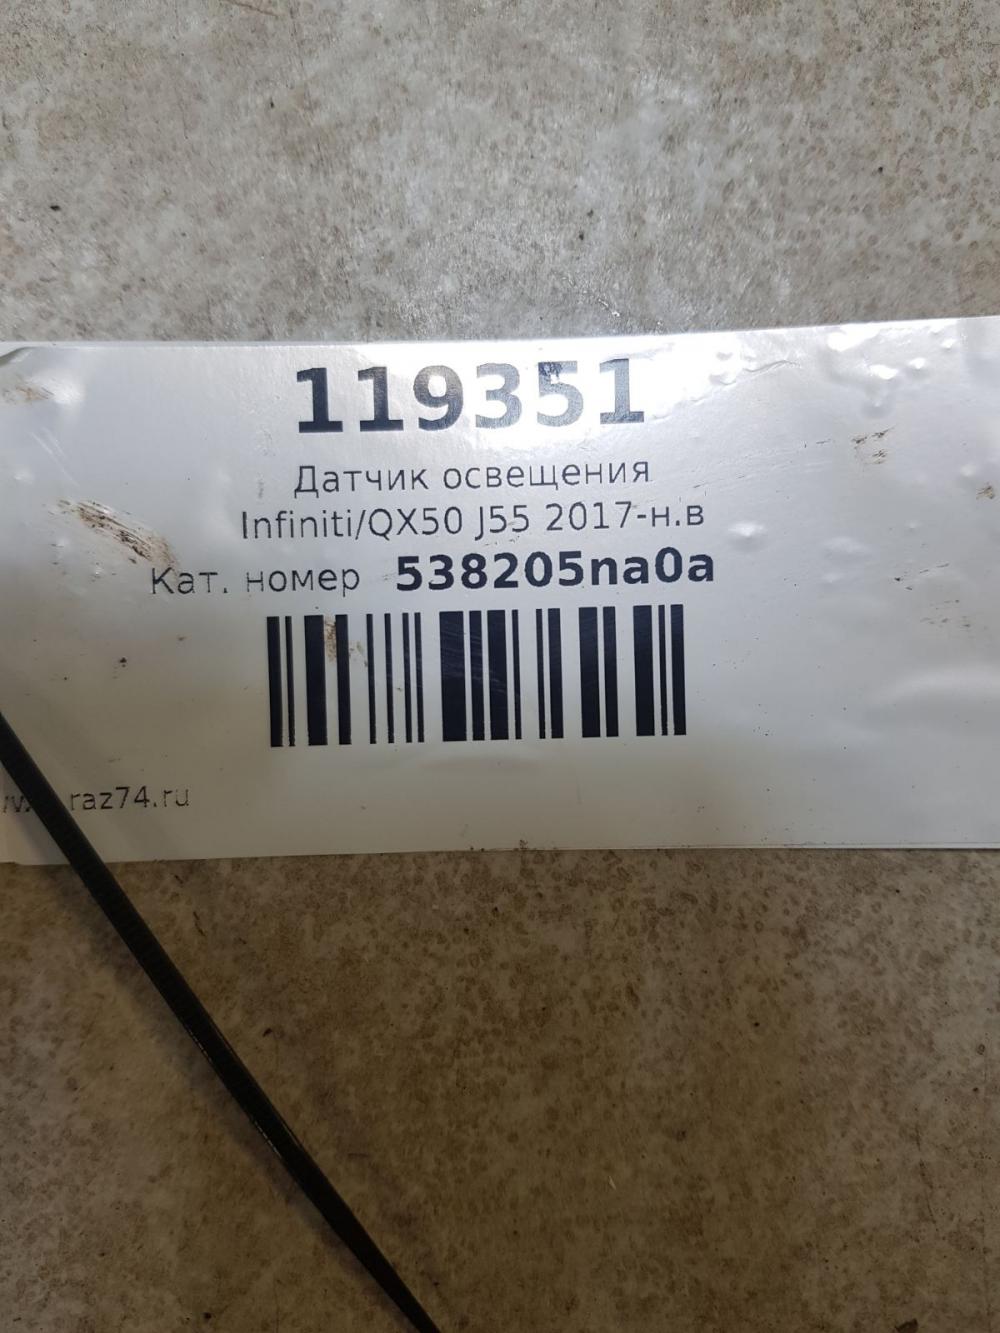 119351
Датчик освещения
Infiniti/QX50 J55 2017-н.в
Кат. номер 538205na0a
raz74.ru